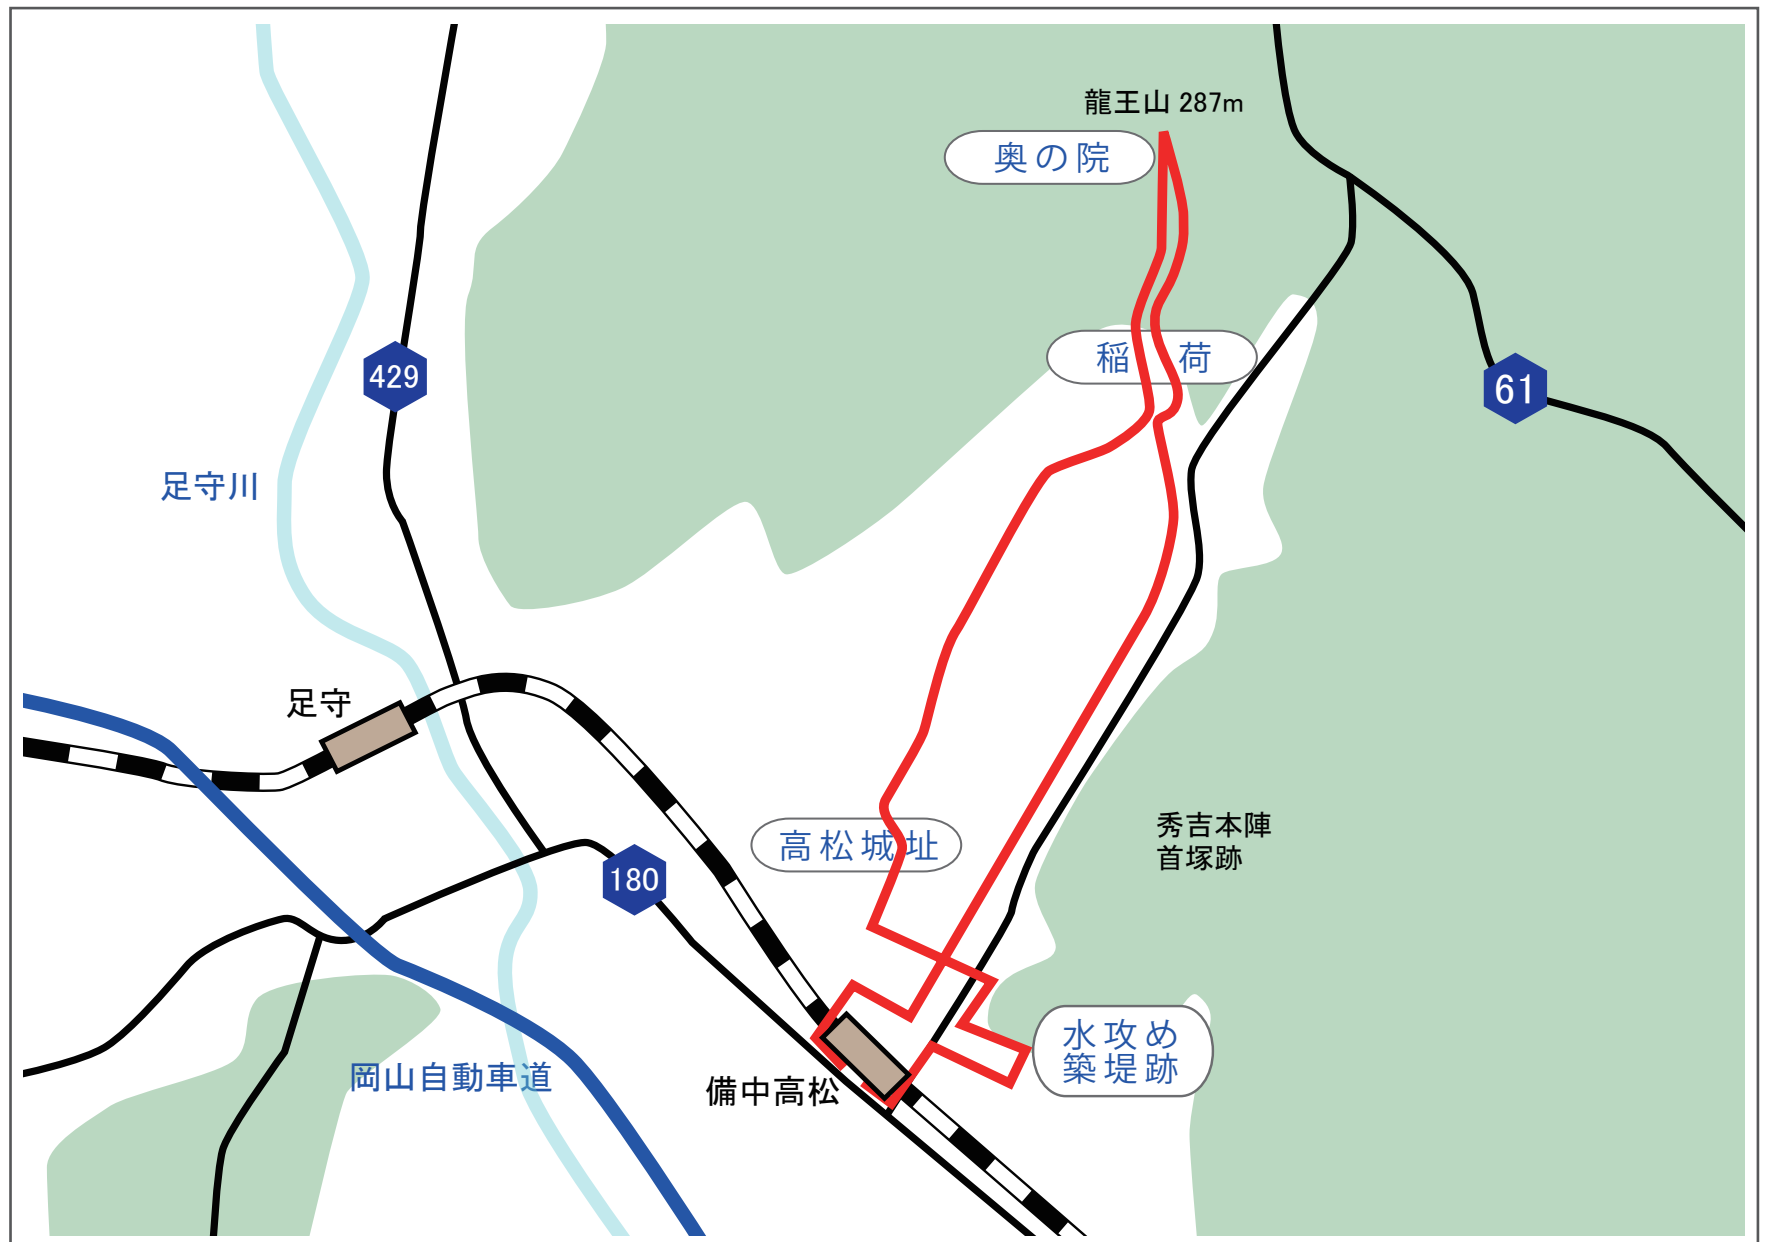 龍王山 287m
奥の院
稲 荷
429
61
足守川
足守
高松城址
秀吉本陣
首塚跡
180
水攻め
築堤跡
岡山自動車道
備中高松